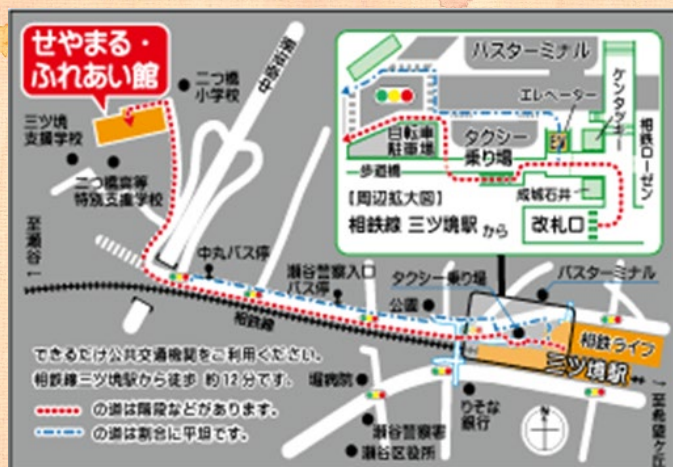 せやまる・
ふれあい館
二つ橋
小学校
三ツ境
支援学校
二つ橋高等
特別支援学校
至瀬谷
バスターミナル
エレベーター
ケンタッキー
相鉄ローゼン
自転車
駐車場
タクシー
乗り場
歩道橋
【周辺拡大図】
成城石井
相鉄線 三ツ境駅 から
改札口
中丸バス停
瀬谷警察入口
バス停
タクシー乗り場
バスターミナル
公園
相鉄線
相鉄ライフ
三ツ境駅
至希望ケ丘
できるだけ公共交通機関をご利用ください。
相鉄線三ツ境駅から徒歩 約12分です。
の道は階段などがあります。
の道は割合に平坦です。
堀病院
りそな
銀行
瀬谷警察署
瀬谷区役所
N